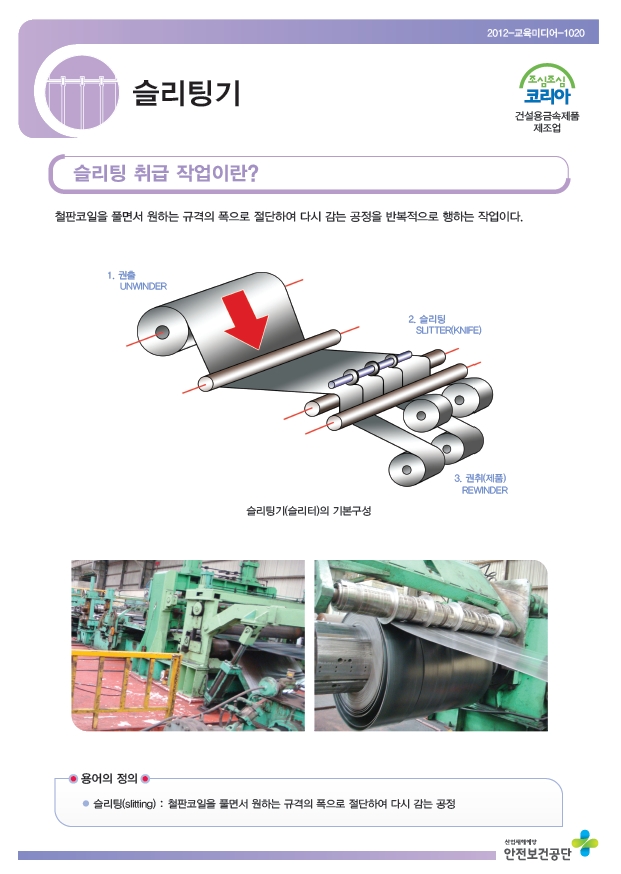 2012-교육미디어-1020
슬리팅기
조심조심
코리아
건설용금속제품
제조업
슬리팅 취급 작업이란?
철판코일을 풀면서 원하는 규격의 폭으로 절단하여 다시 감는 공정을 반복적으로 행하는 작업이다.
1. 권출
UNWINDER
2. 슬리팅
SLITTER(KNIFE)
3. 권취(제품)
REWINDER
슬리팅기(슬리터)의 기본구성
용어의 정의
슬리팅(slitting) : 철판코일을 풀면서 원하는 규격의 폭으로 절단하여 다시 감는 공정
산업재해예방
안전보건공단